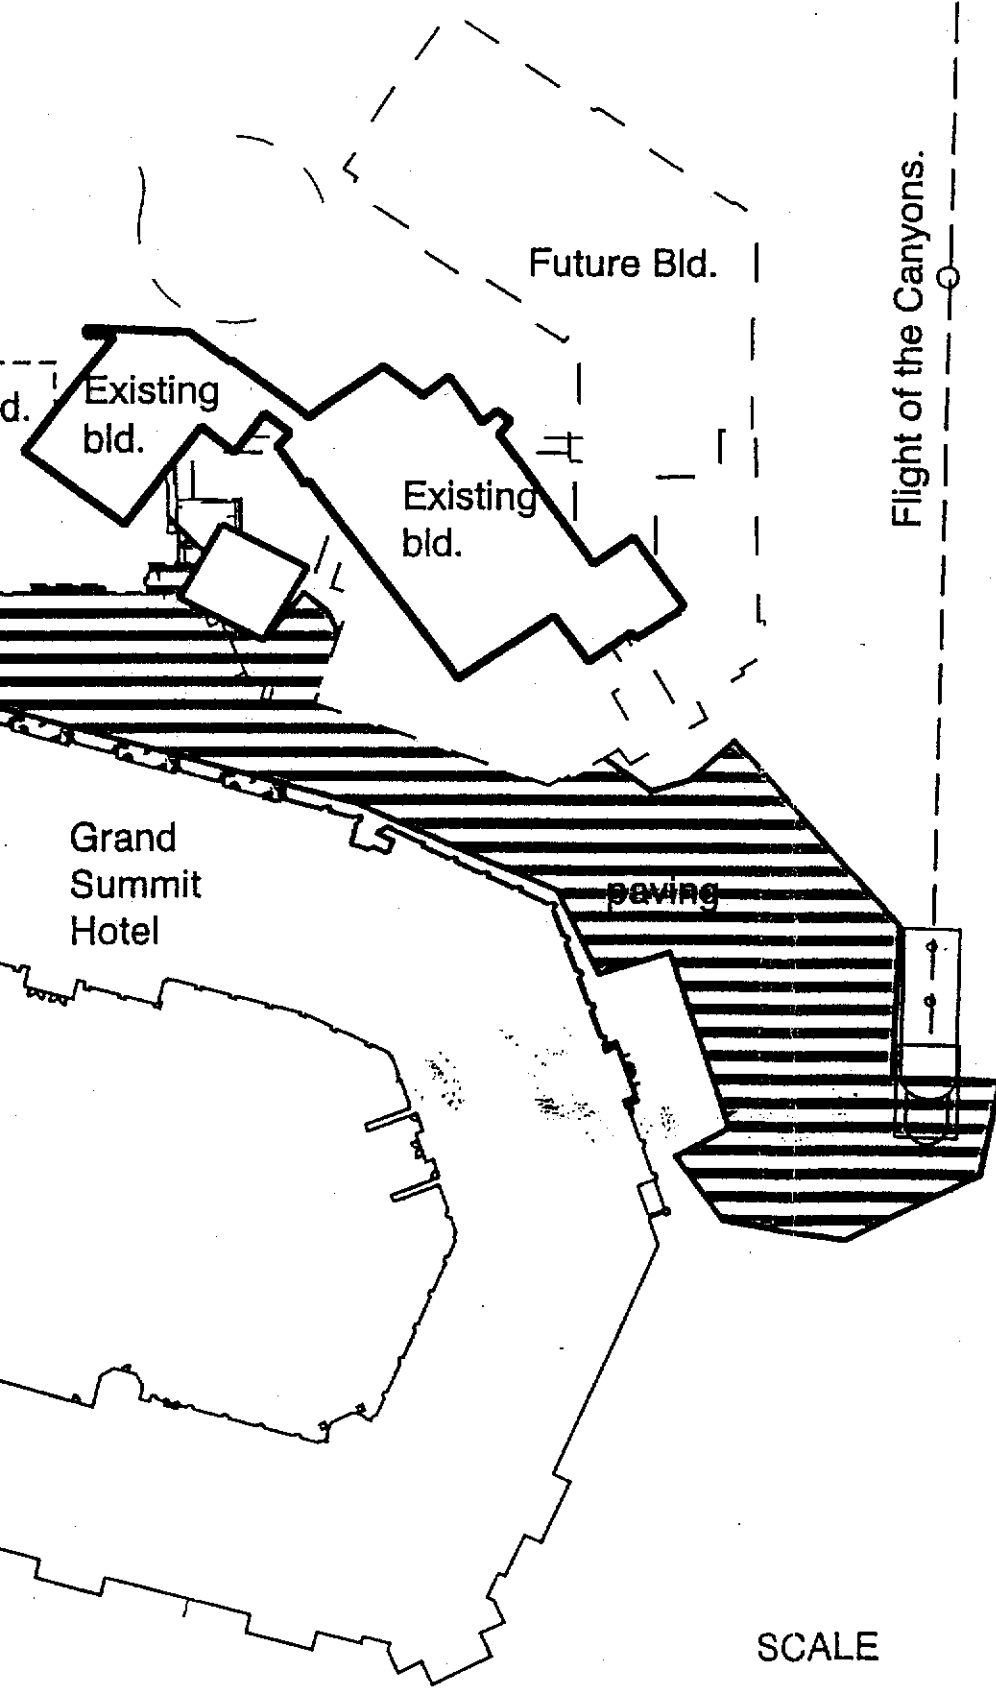 Future Bld.
Flight of the Canyons.
d.
Existing
bld.
Existing
bld.
Grand
Summit
Hotel
paving
SCALE